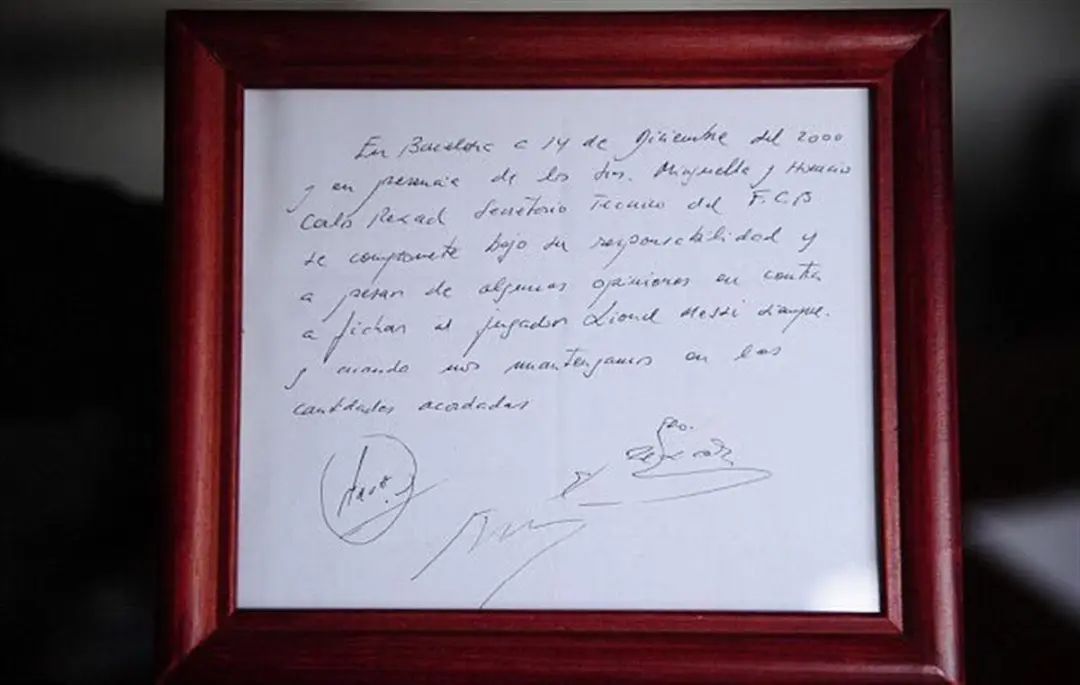 En Barcelona a 14 de Diciembre del 2000
y en presencia de los Srs. Minguella y Horacio
Carlos Rexach Secretario Tecnico del F.C.B
se compromete bajo su responsabilidad y
a pesar de algunas opiniones en contra
a fichar al jugador Lionel Messi siempre
y cuando nos mantengamos en las
cantidades acordadas